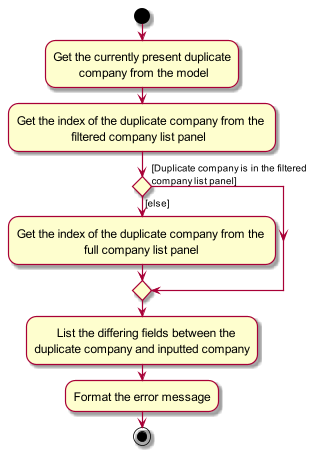 Get the currently present duplicate
company from the model
Get the index of the duplicate company from the
filtered company list panel
[Duplicate company is in the filtered
company list panel]
[else]
Get the index of the duplicate company from the
full company list panel
List the differing fields between the
duplicate company and inputted company
Format the error message